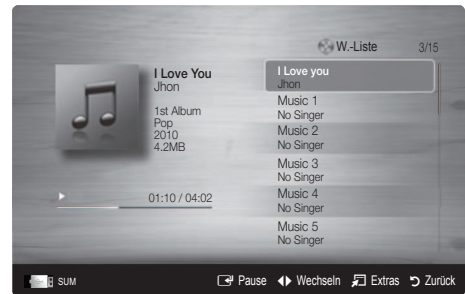 W.-Liste 3/15
I Love You
Jhon
1st Album
Pop
2010
4.2MB
01:10 / 04:02
I Love you
Jhon
Music 1
No Singer
Music 2
No Singer
Music 3
No Singer
Music 4
No Singer
Music 5
No Singer
SUM Pause Wechseln Extras Zurück